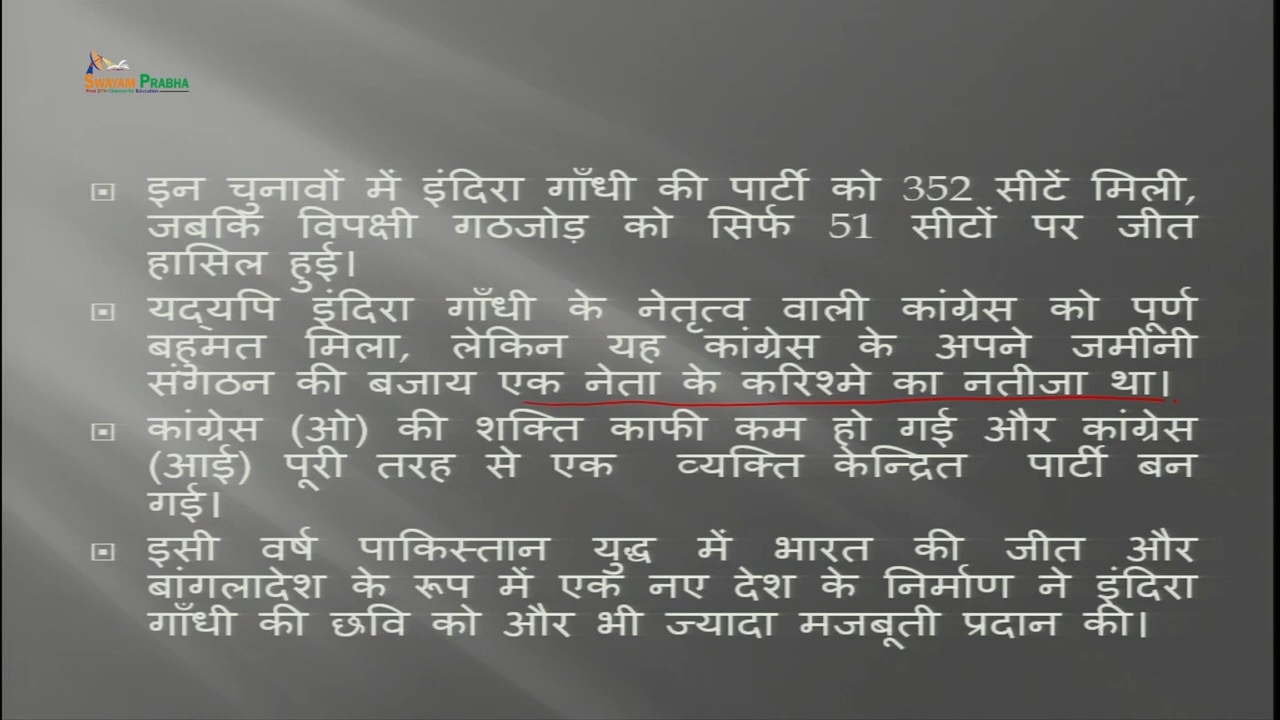 SWAYAM PRABHA
इन चुनावों में इंदिरा गाँधी की पार्टी को 352 सीटें मिली,
जबकि विपक्षी गठजोड़ को सिर्फ 51 सीटों पर जीत
हासिल हुई।
यद्‌यपि इंदिरा गाँधी के नेतृत्व वाली कांग्रेस को पूर्ण
बहुमत मिला, लेकिन यह कांग्रेस के अपने जमीनी
संगठन की बजाय एक नेता के करिश्मे का नतीजा था।
कांग्रेस (ओ) की शक्ति काफी कम हो गई और कांग्रेस
(आई) पूरी तरह से एक व्यक्ति केन्द्रित पार्टी बन
गई।
इसी वर्ष पाकिस्तान युद्ध में भारत की जीत और
बांगलादेश के रूप में एक नए देश के निर्माण ने इंदिरा
गाँधी की छवि को और भी ज्यादा मजबूती प्रदान की।